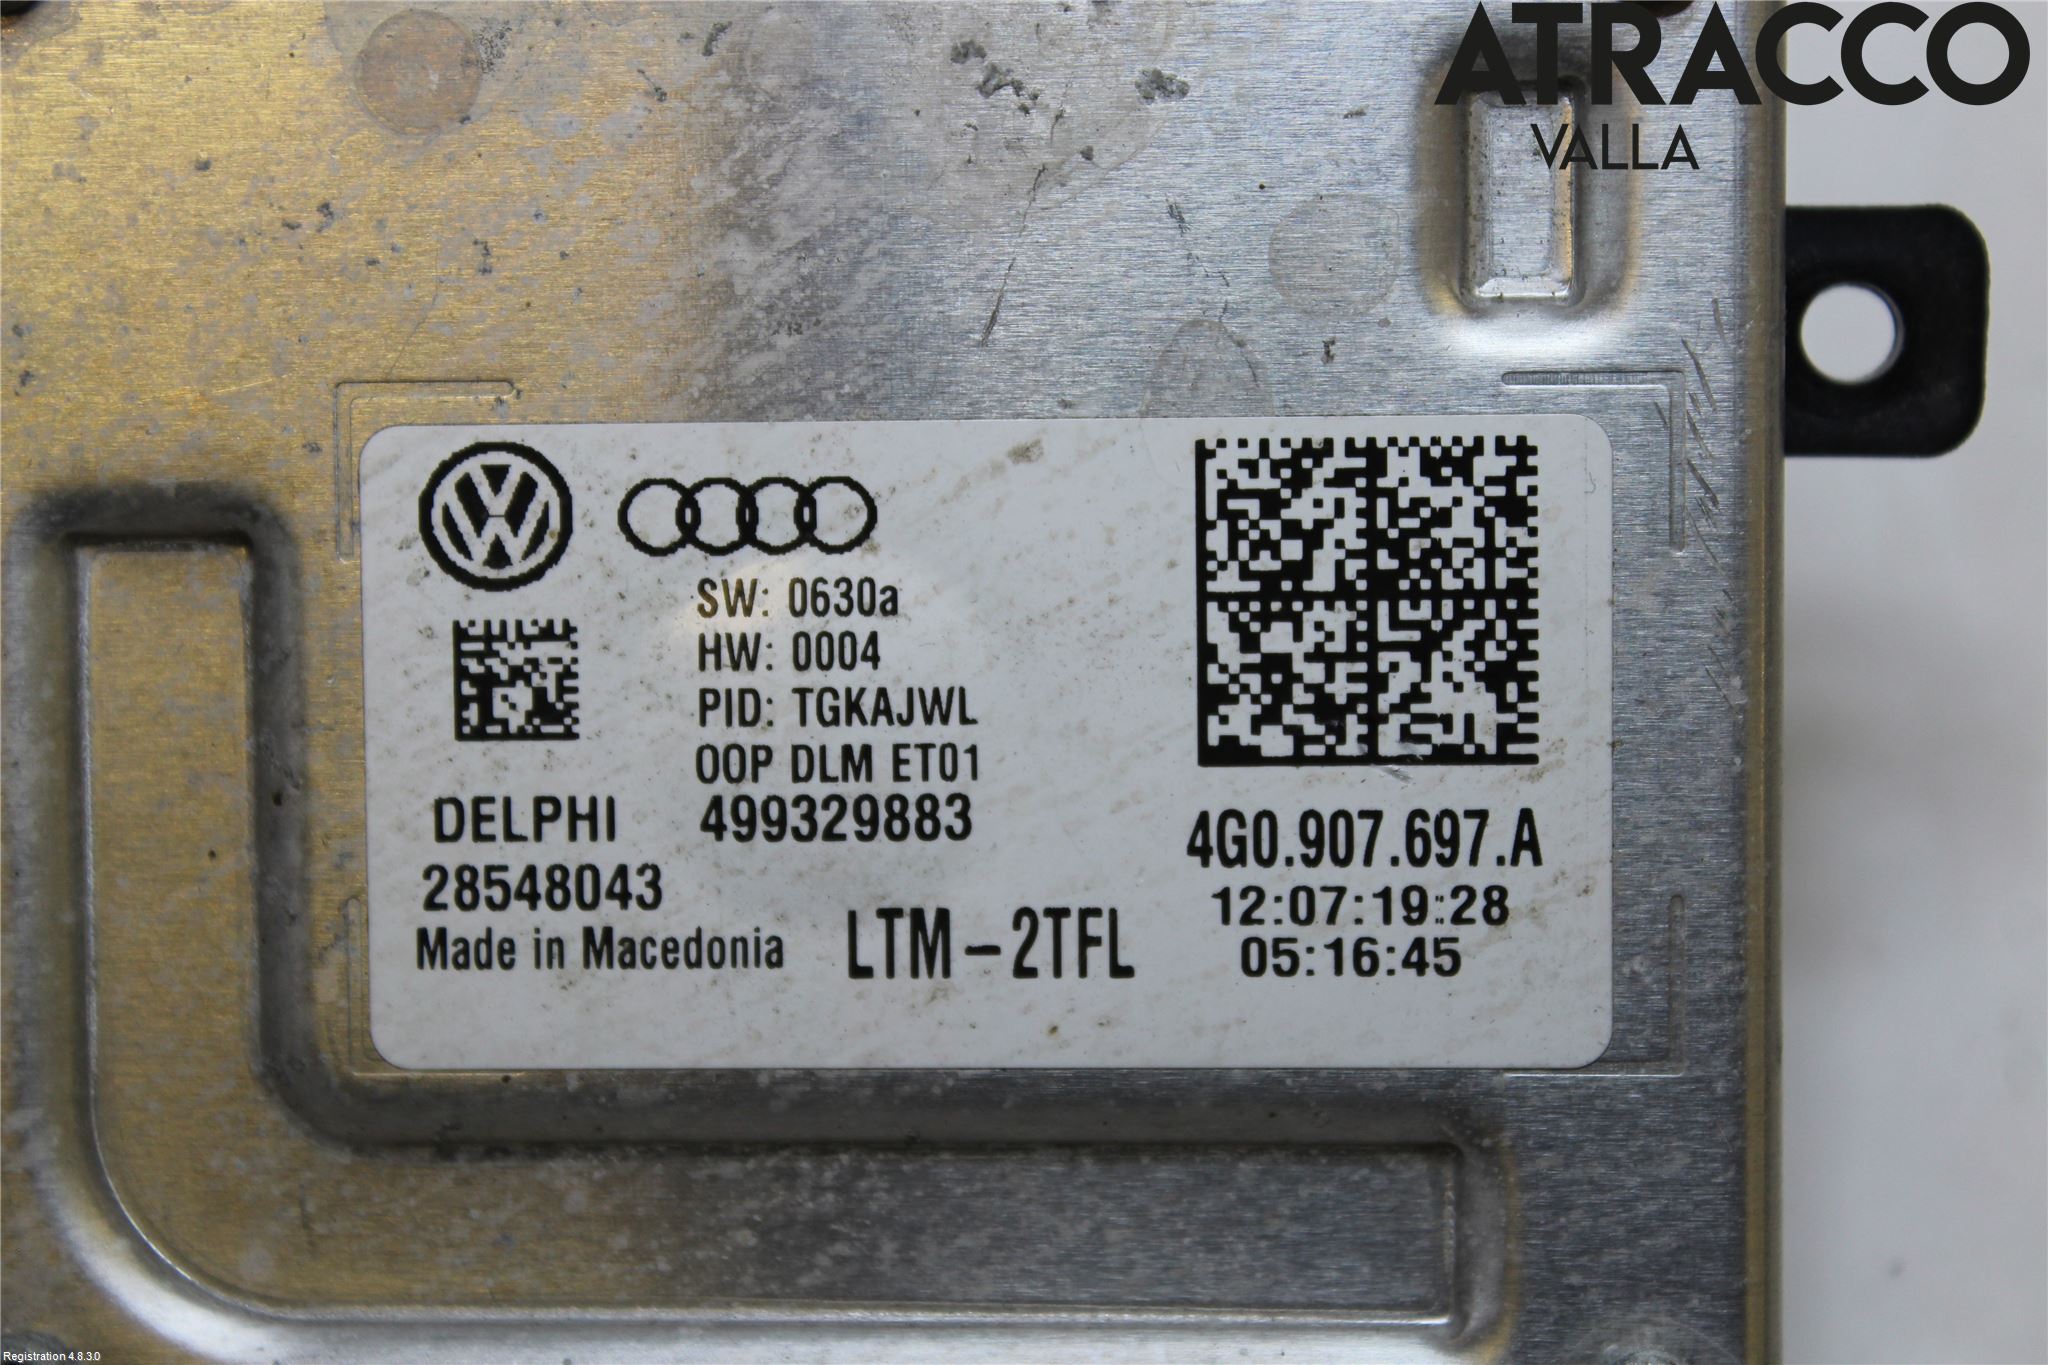 ATRACCO
VALLA
SW: 0630a
HW: 0004
PID: TGKAJWL
OOP DLM ET01
DELPHI 499329883
28548043
Made in Macedonia
LTM-2TFL
4G0.907.697.A
12:07:19:28
05:16:45
Registration 4.8.3.0